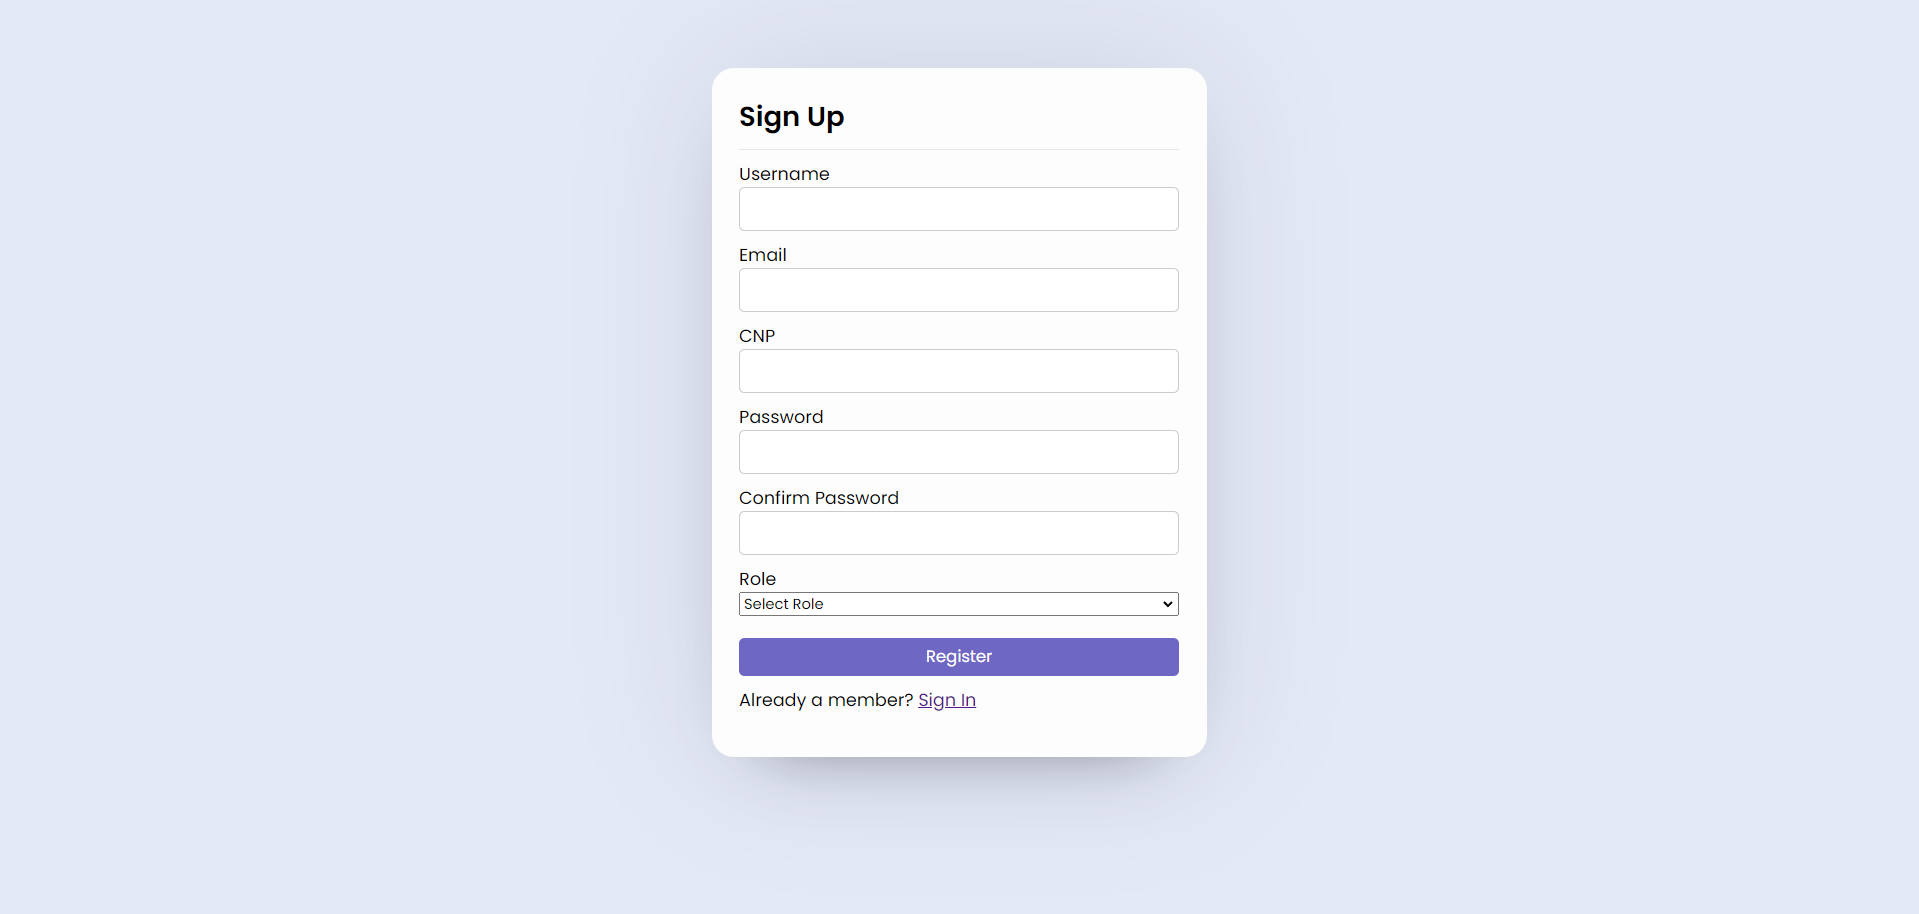 Sign Up
Username
Email
CNP
Password
Confirm Password
Role
Select Role
Register
Already a member? Sign In